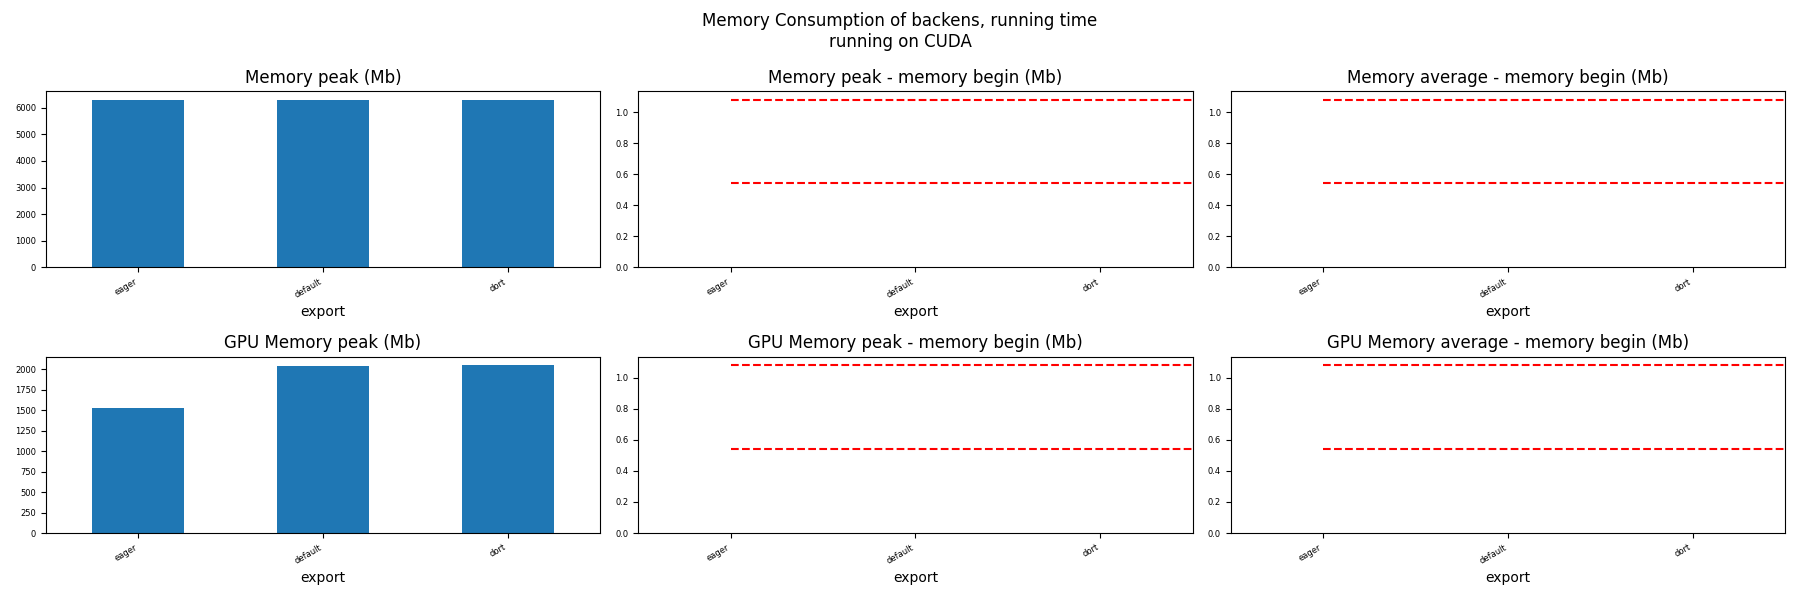 Memory Consumption of backens, running time
running on CUDA
Memory peak (Mb)
6000
5000
4000
3000
2000
1000
0
eager
default
dort
export
Memory peak - memory begin (Mb)
1.0
0.8
0.6
0.4
0.2
0.0
eager
default
dort
export
Memory average - memory begin (Mb)
1.0
0.8
0.6
0.4
0.2
0.0
eager
default
dort
export
GPU Memory peak (Mb)
2000
1750
1500
1250
1000
750
500
250
0
eager
default
dort
export
GPU Memory peak - memory begin (Mb)
1.0
0.8
0.6
0.4
0.2
0.0
eager
default
dort
export
GPU Memory average - memory begin (Mb)
1.0
0.8
0.6
0.4
0.2
0.0
eager
default
dort
export